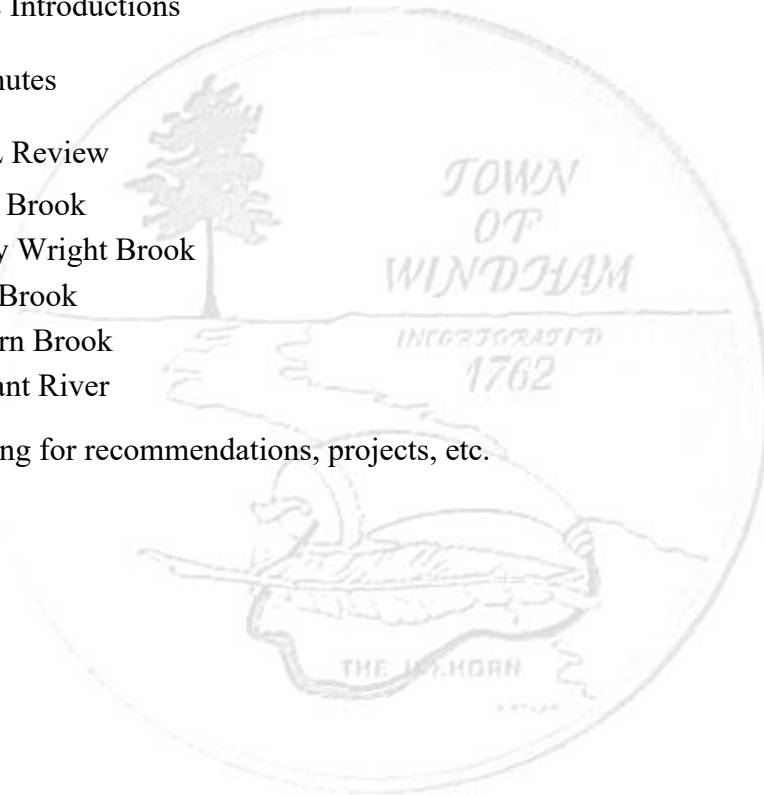 Introductions
nutes
Review
Brook
y Wright Brook
Brook
rn Brook
ant River
ng for recommendations, projects, etc.
TOWN
OF
WINDHAM
INCORPORATED
1762
THE